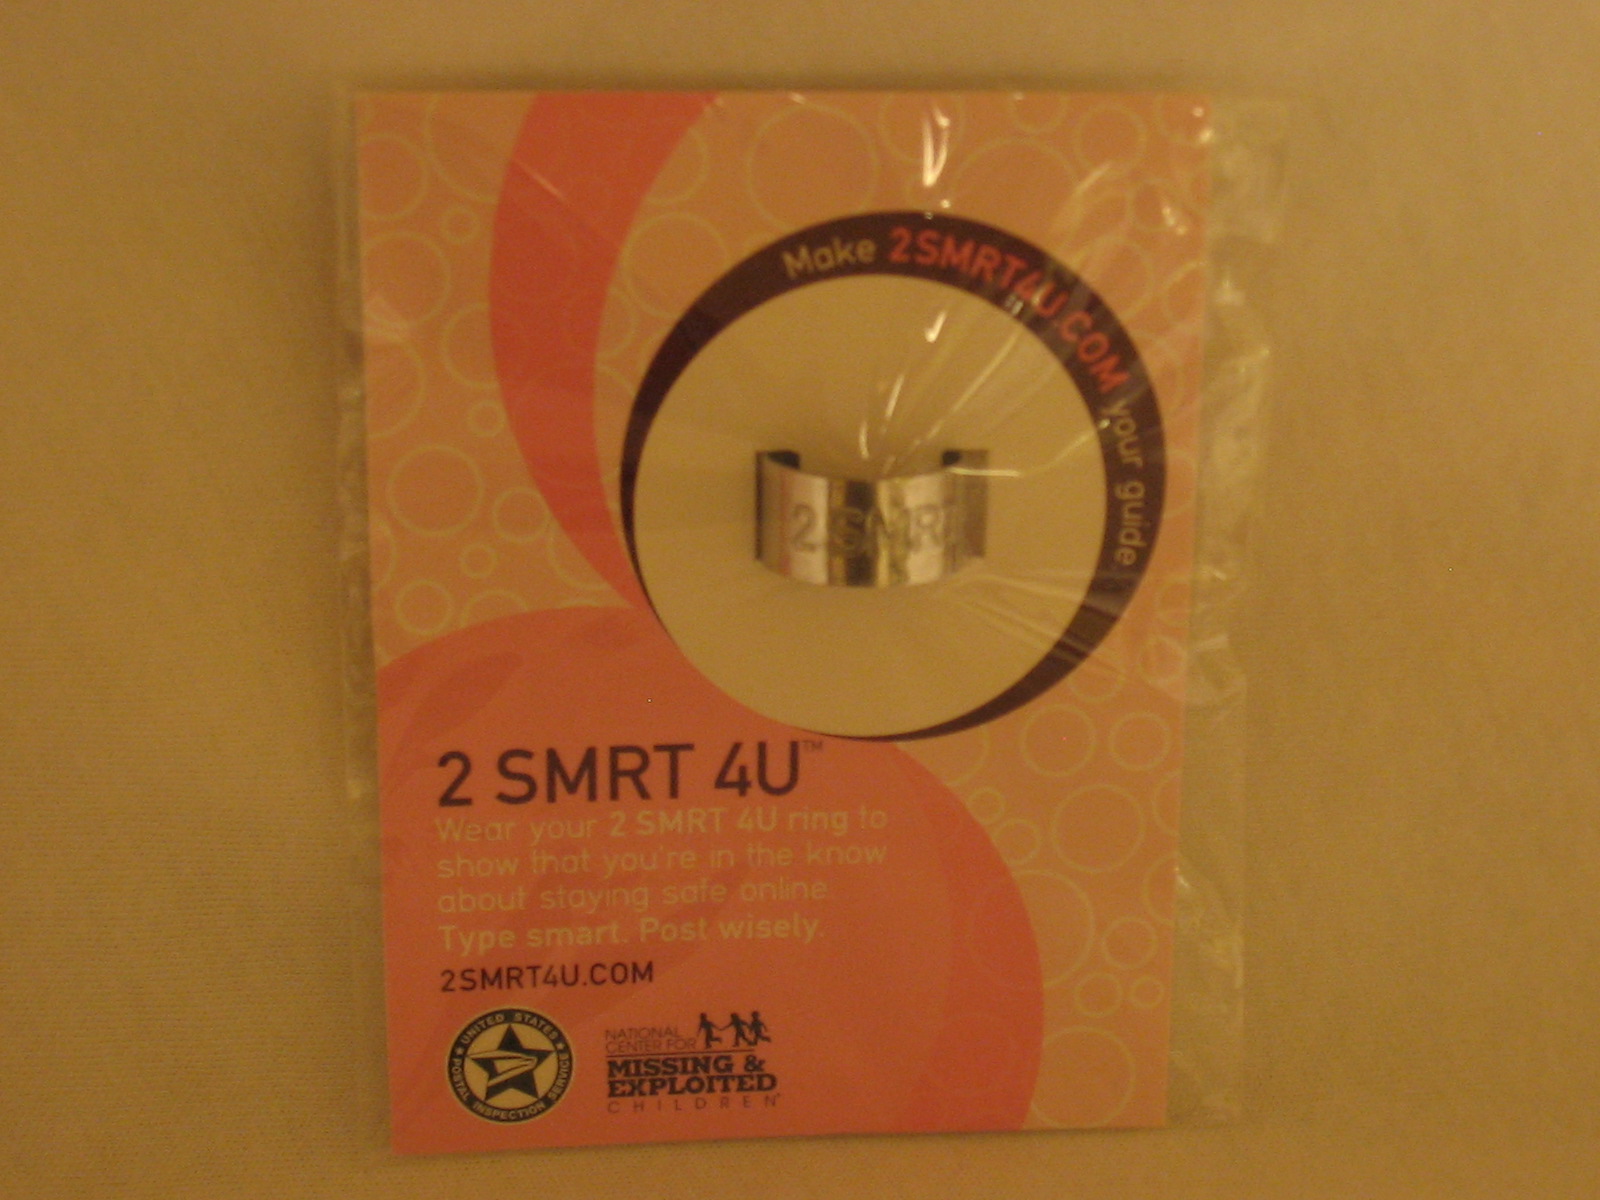 Make 2SMRT4U.COM your guide.
2 SMRT
2 SMRT 4U™
Wear your 2 SMRT 4U ring to
show that you're in the know
about staying safe online
Type smart. Post wisely.
2SMRT4U.COM
UNITED STATES
POSTAL INSPECTION SERVICE
NATIONAL
CENTER FOR
MISSING &
EXPLOITED
CHILDREN